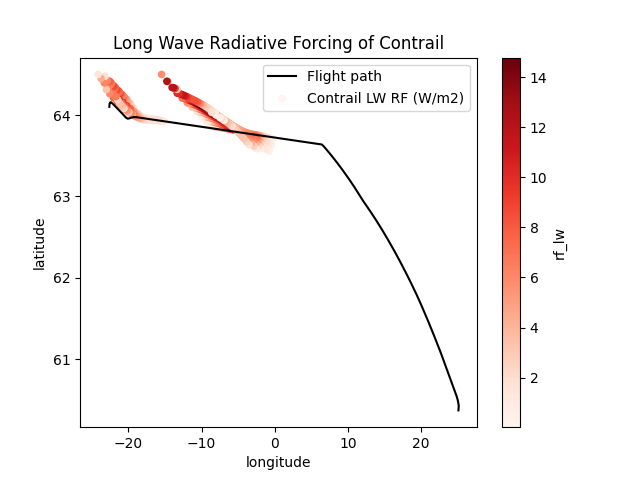 Long Wave Radiative Forcing of Contrail
Flight path
Contrail LW RF (W/m2)
64
63
62
61
latitude
−20
−10
0
10
20
longitude
14
12
10
8
6
4
2
rf_lw